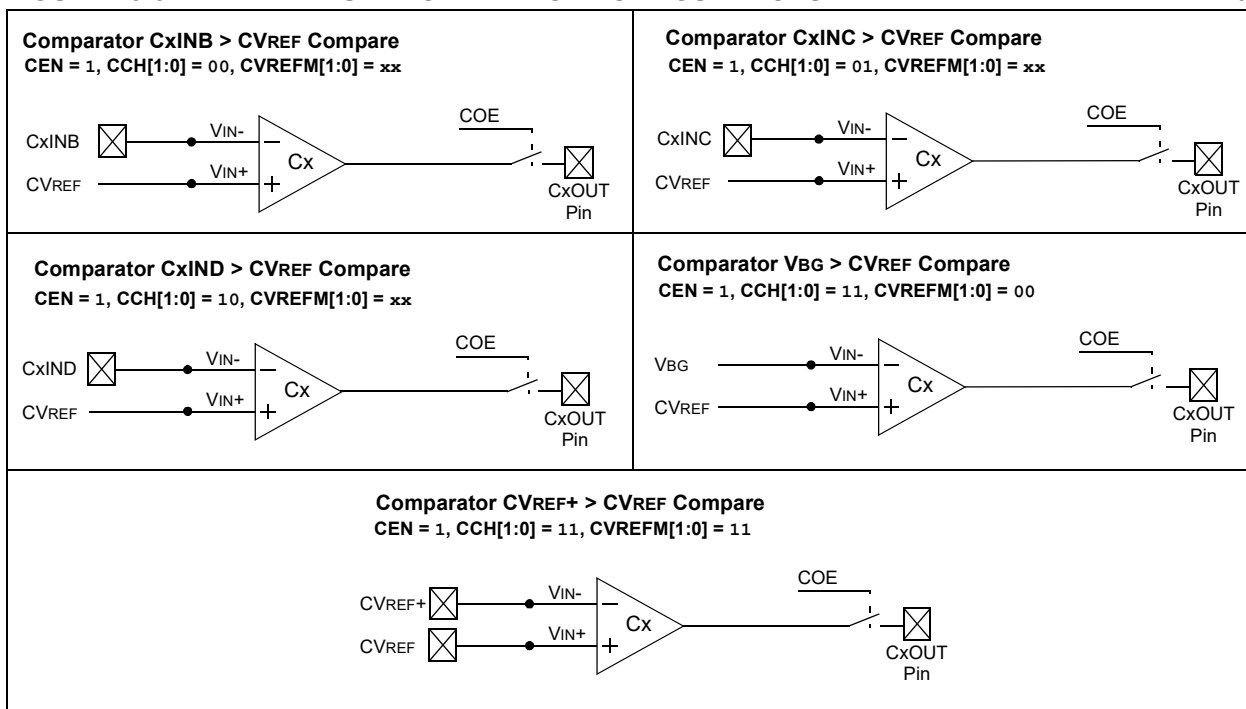 Comparator CxINB > CVREF Compare
CEN = 1, CCH[1:0] = 00, CVREFM[1:0] = xx
COE
CxINB
VIN-
–
Cx
CVREF
VIN+
+
CxOUT
Pin
Comparator CxINC > CVREF Compare
CEN = 1, CCH[1:0] = 01, CVREFM[1:0] = xx
COE
CxINC
VIN-
–
Cx
CVREF
VIN+
+
CxOUT
Pin
Comparator CxIND > CVREF Compare
CEN = 1, CCH[1:0] = 10, CVREFM[1:0] = xx
COE
CxIND
VIN-
–
Cx
CVREF
VIN+
+
CxOUT
Pin
Comparator VBG > CVREF Compare
CEN = 1, CCH[1:0] = 11, CVREFM[1:0] = 00
COE
VBG
VIN-
–
Cx
CVREF
VIN+
+
CxOUT
Pin
Comparator CVREF+ > CVREF Compare
CEN = 1, CCH[1:0] = 11, CVREFM[1:0] = 11
COE
CVREF+
VIN-
–
Cx
CVREF
VIN+
+
CxOUT
Pin